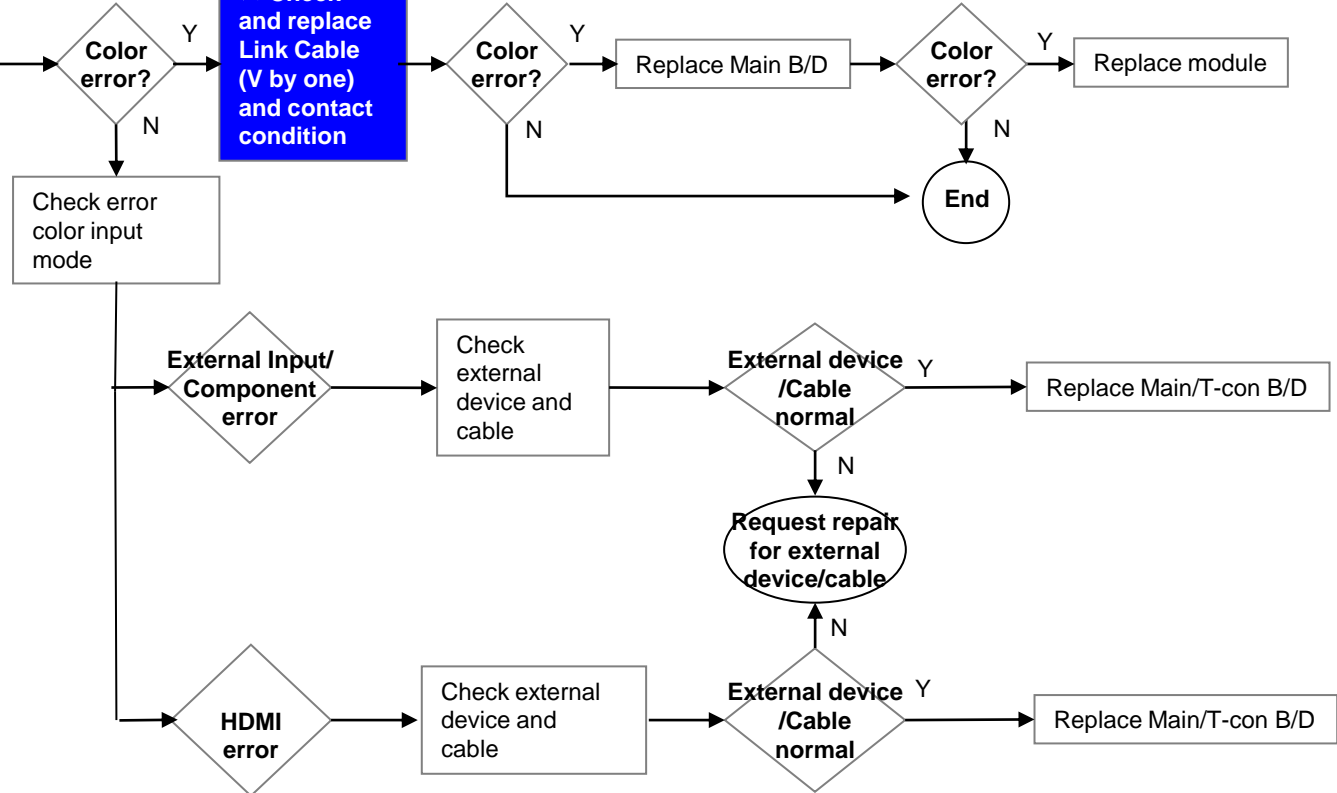 Color
error?
Y
N
and replace
Link Cable
(V by one)
and contact
condition
Color
error?
Y
N
Replace Main B/D
Color
error?
Y
N
Replace module
End
Check error
color input
mode
External Input/
Component
error
Check
external
device and
cable
External device
/Cable
normal
Y
N
Replace Main/T-con B/D
Request repair
for external
device/cable
N
HDMI
error
Check external
device and
cable
External device
/Cable
normal
Y
Replace Main/T-con B/D